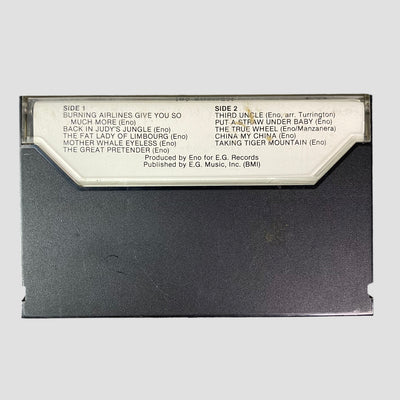 SIDE 1
BURNING AIRLINES GIVE YOU SO
MUCH MORE (Eno)
BACK IN JUDY'S JUNGLE (Eno)
THE FAT LADY OF LIMBOURG (Eno)
MOTHER WHALE EYELESS (Eno)
THE GREAT PRETENDER (Eno)
SIDE 2
THIRD UNCLE (Eno, arr. Turrington)
PUT A STRAW UNDER BABY (Eno)
THE TRUE WHEEL (Eno/Manzanera)
CHINA MY CHINA (Eno)
TAKING TIGER MOUNTAIN (Eno)
Produced by Eno for E.G. Records
Published by E.G. Music, Inc. (BMI)